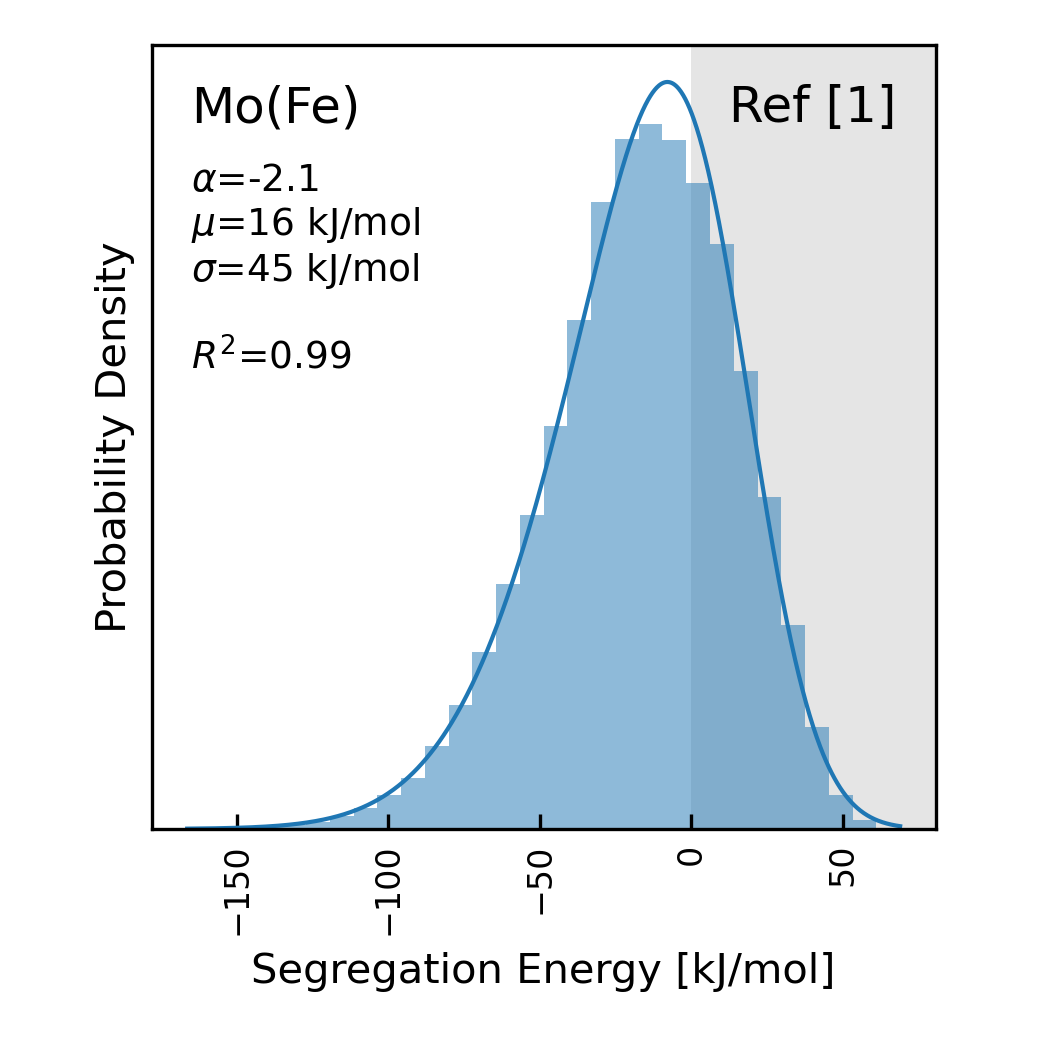 Mo(Fe)
Ref [1]
α=-2.1
μ=16 kJ/mol
σ=45 kJ/mol
R²=0.99
Probability Density
−150
−100
−50
0
50
Segregation Energy [kJ/mol]